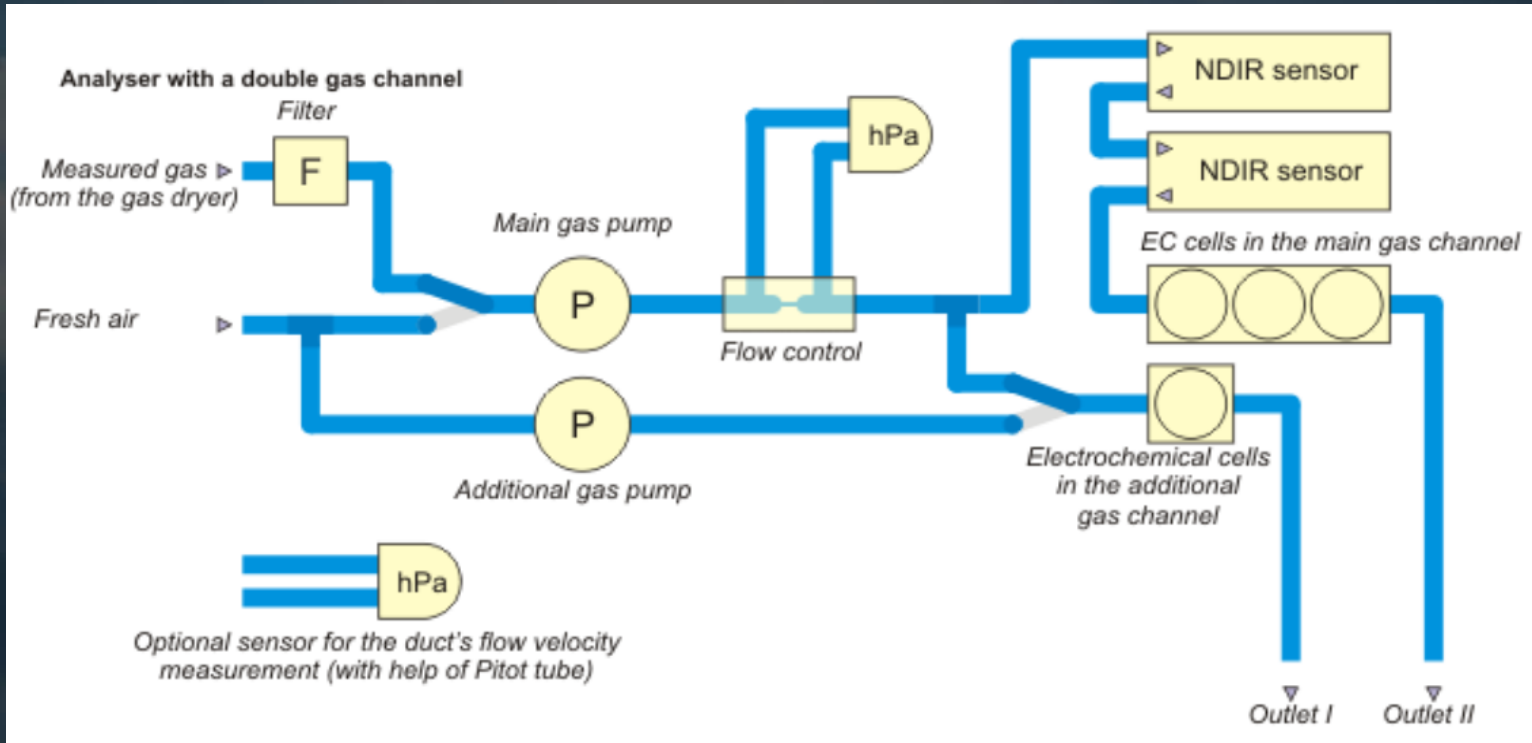 Analyser with a double gas channel
Filter
F
Measured gas
(from the gas dryer)
Main gas pump
P
hPa
NDIR sensor
NDIR sensor
EC cells in the main gas channel
Fresh air
Flow control
P
Additional gas pump
Electrochemical cells
in the additional
gas channel
hPa
Optional sensor for the duct's flow velocity
measurement (with help of Pitot tube)
Outlet I
Outlet II